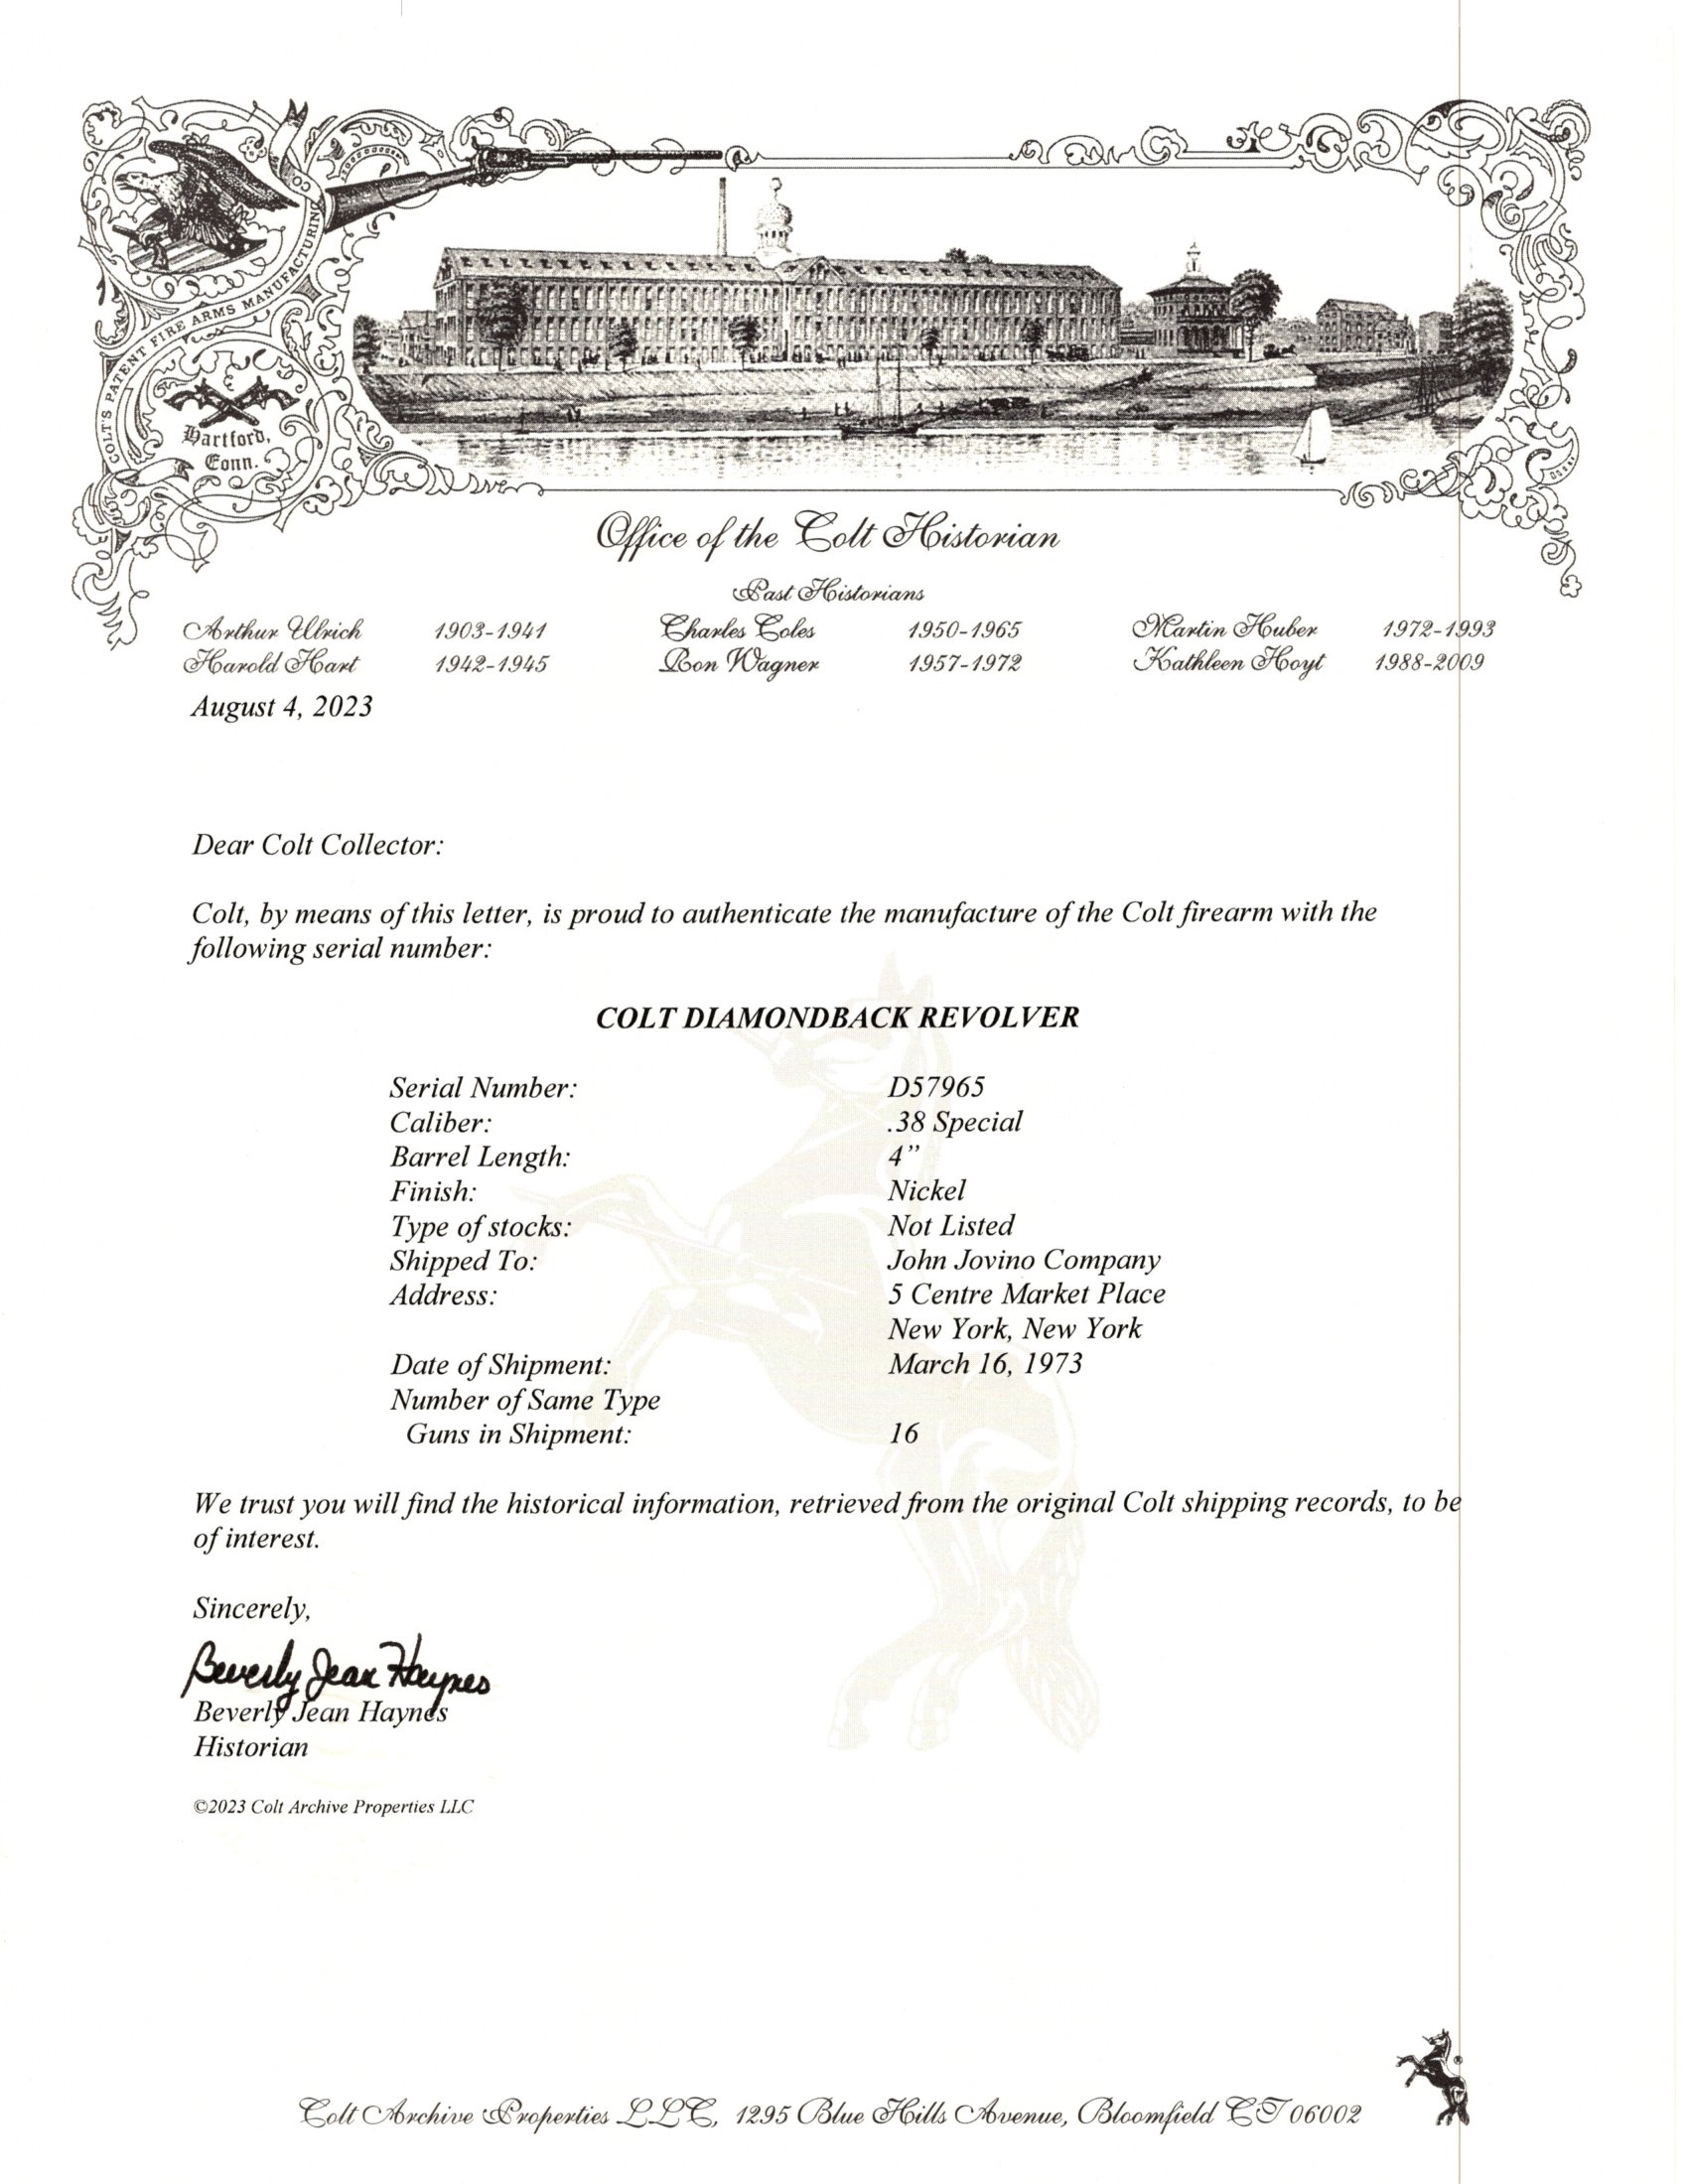 COLT'S PATENT FIRE ARMS MANUFACTURING CO
Hartford,
Conn.
Office of the Colt Historian
Past Historians
Arthur Ulrich 1903-1941 Charles Coles 1950-1965 Martin Huber 1972-1993
Harold Hart 1942-1945 Ron Wagner 1957-1972 Kathleen Hoyt 1988-2009
August 4, 2023
Dear Colt Collector:
Colt, by means of this letter, is proud to authenticate the manufacture of the Colt firearm with the
following serial number:
COLT DIAMONDBACK REVOLVER
Serial Number: D57965
Caliber: .38 Special
Barrel Length: 4”
Finish: Nickel
Type of stocks: Not Listed
Shipped To: John Jovino Company
Address: 5 Centre Market Place
New York, New York
Date of Shipment: March 16, 1973
Number of Same Type
Guns in Shipment: 16
We trust you will find the historical information, retrieved from the original Colt shipping records, to be
of interest.
Sincerely,
Beverly Jean Haynes
Beverly Jean Haynes
Historian
©2023 Colt Archive Properties LLC
®
Colt Archive Properties LLC, 1295 Blue Hills Avenue, Bloomfield CT 06002